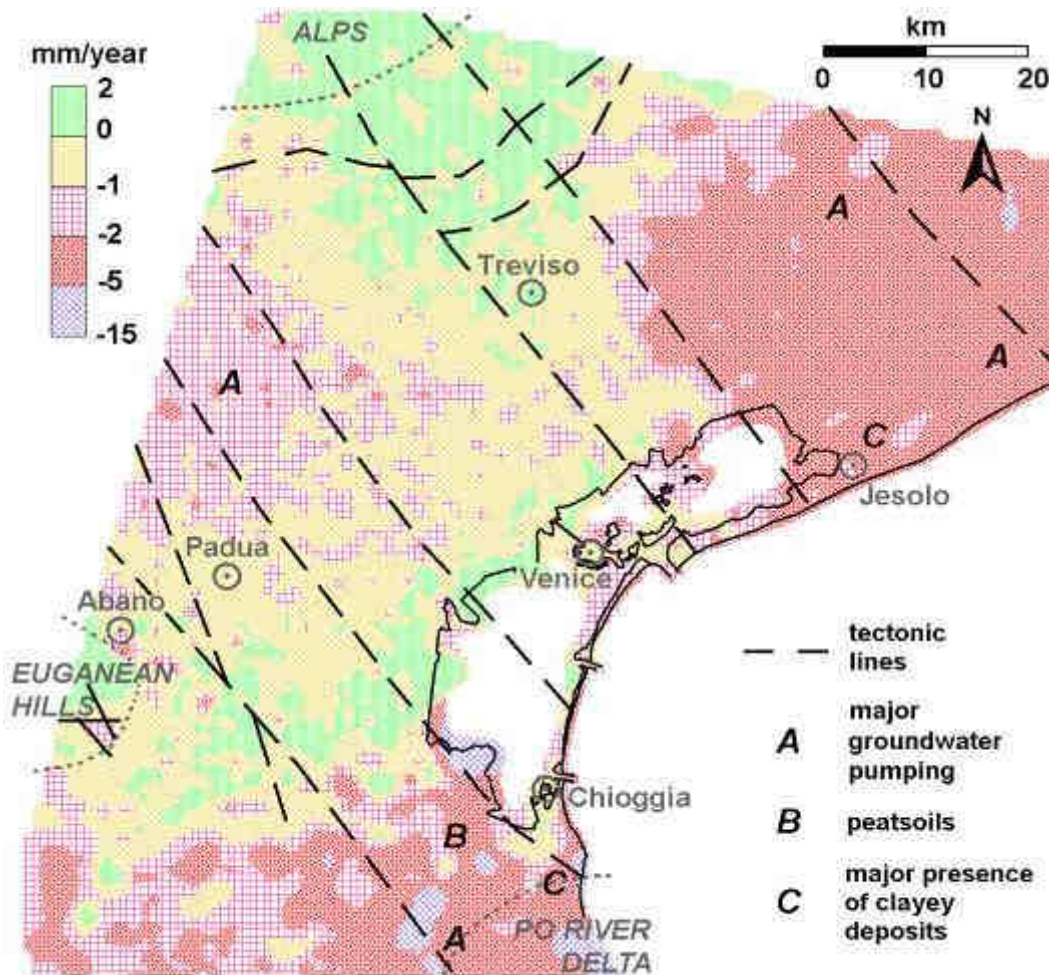 ALPS
km
0 10 20
N
mm/year
2
0
-1
-2
-5
-15
A
Treviso
A
A
C
Jesolo
Padua
Venice
Abano
EUGANEAN
HILLS
Chioggia
B
C
A
PO RIVER
DELTA
tectonic
lines
A
major
groundwater
pumping
B
peatsoils
C
major presence
of clayey
deposits